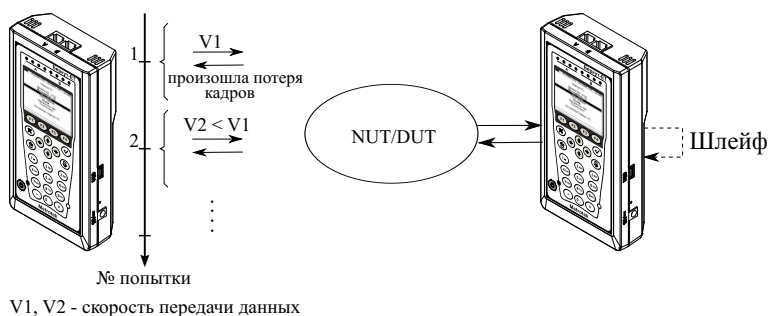 1
V1
произошла потеря
кадров
2
V2 < V1
NUT/DUT
Шлейф
№ попытки
V1, V2 - скорость передачи данных